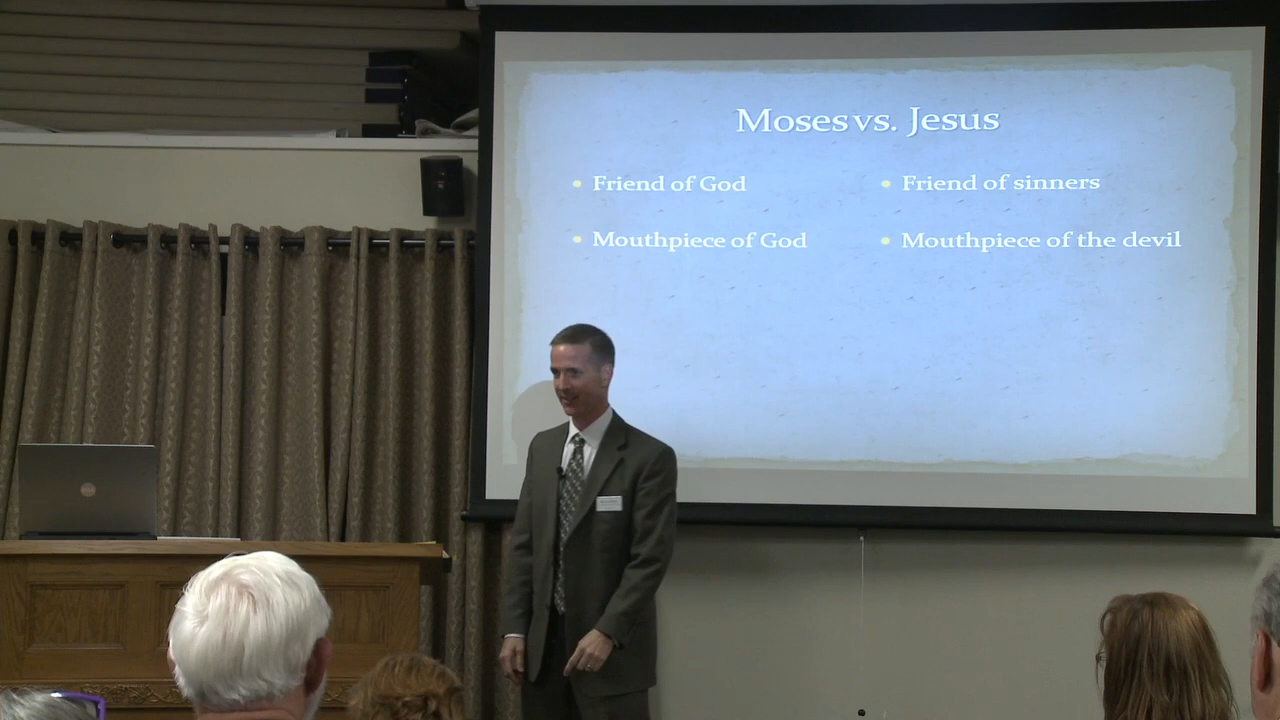 Moses vs. Jesus
• Friend of God
• Mouthpiece of God
• Friend of sinners
• Mouthpiece of the devil